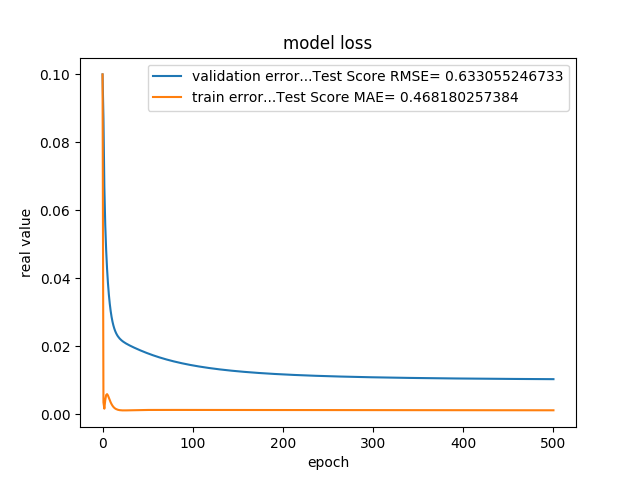 model loss
validation error...Test Score RMSE= 0.633055246733
train error...Test Score MAE= 0.468180257384
0.10
0.08
0.06
0.04
0.02
0.00
real value
0 100 200 300 400 500
epoch